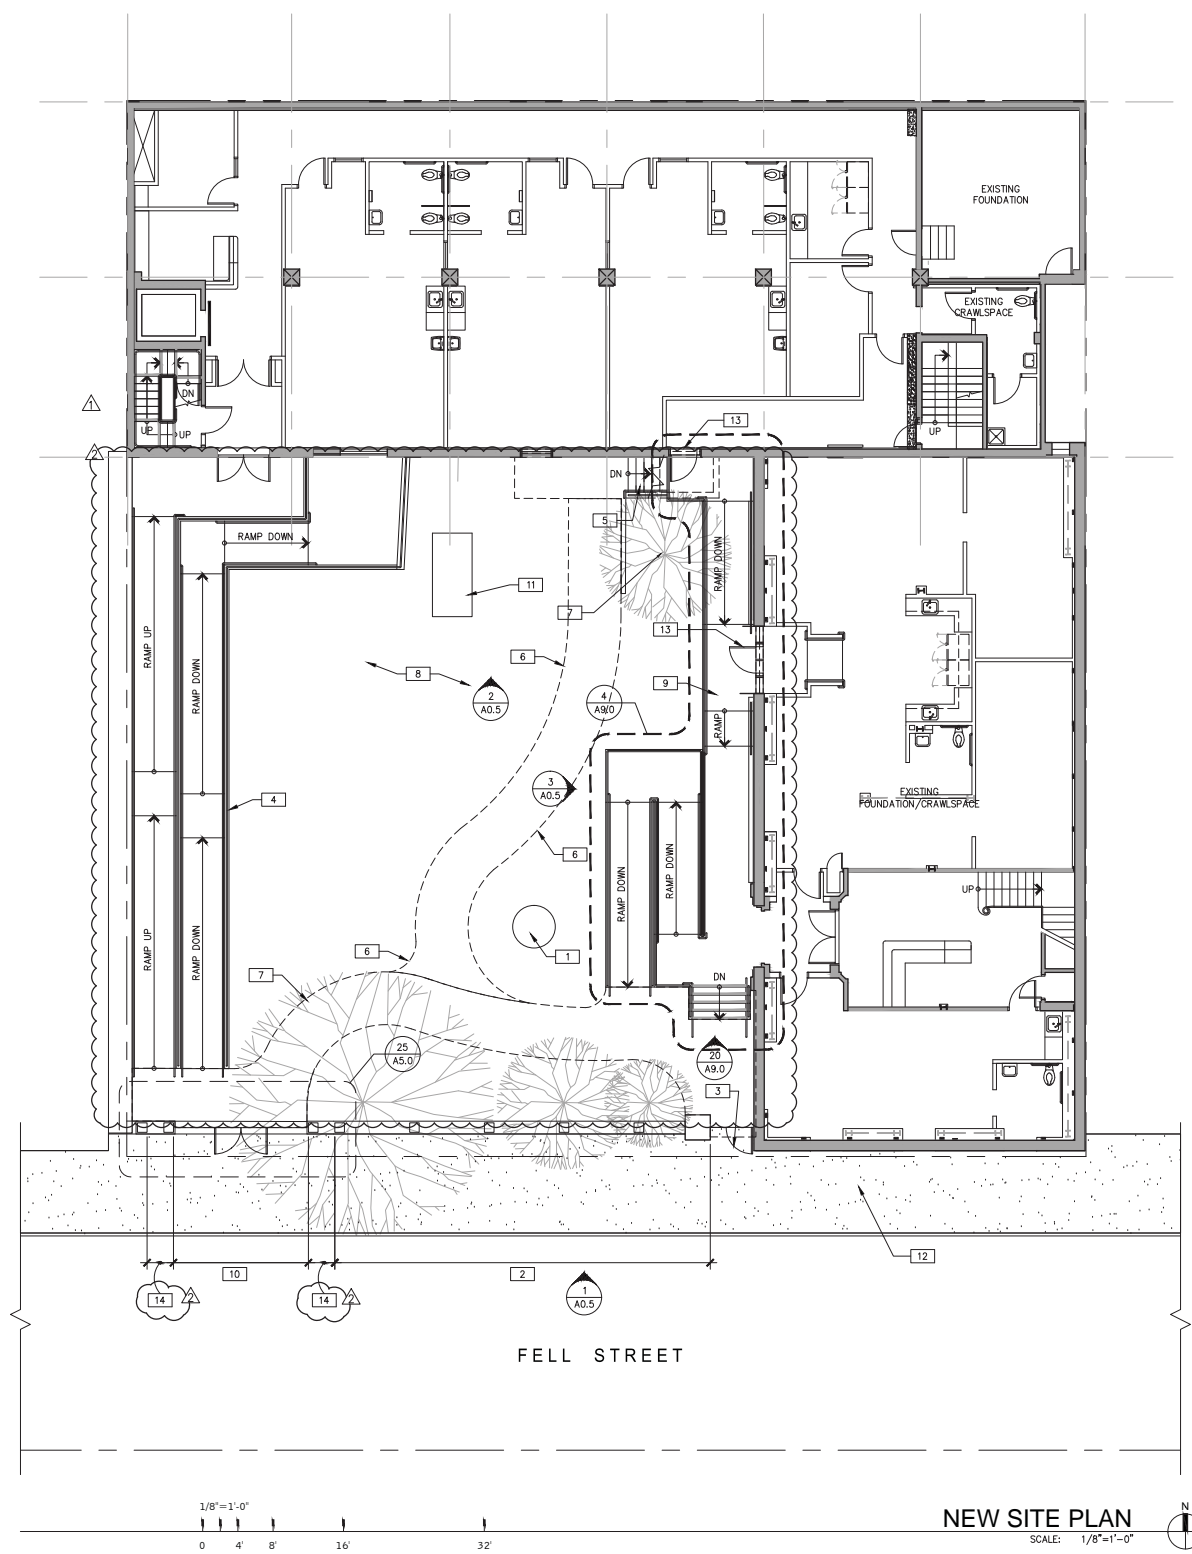 EXISTING
FOUNDATION
EXISTING
CRAWLSPACE
DN
UP
UP
UP
1
2
13
DN
5
RAMP DOWN
RAMP DOWN
11
7
13
RAMP UP
RAMP DOWN
6
8
9
2
A0.5
4
A9.0
RAMP
3
A0.5
4
EXISTING
FOUNDATION/CRAWLSPACE
6
RAMP DOWN
RAMP DOWN
UP
RAMP UP
RAMP DOWN
1
6
7
DN
25
A5.0
20
A9.0
3
12
10
2
14
2
14
2
1
A0.5
FELL STREET
1/8"=1'-0"
0
4'
8'
16'
32'
NEW SITE PLAN
SCALE: 1/8"=1'-0"
N